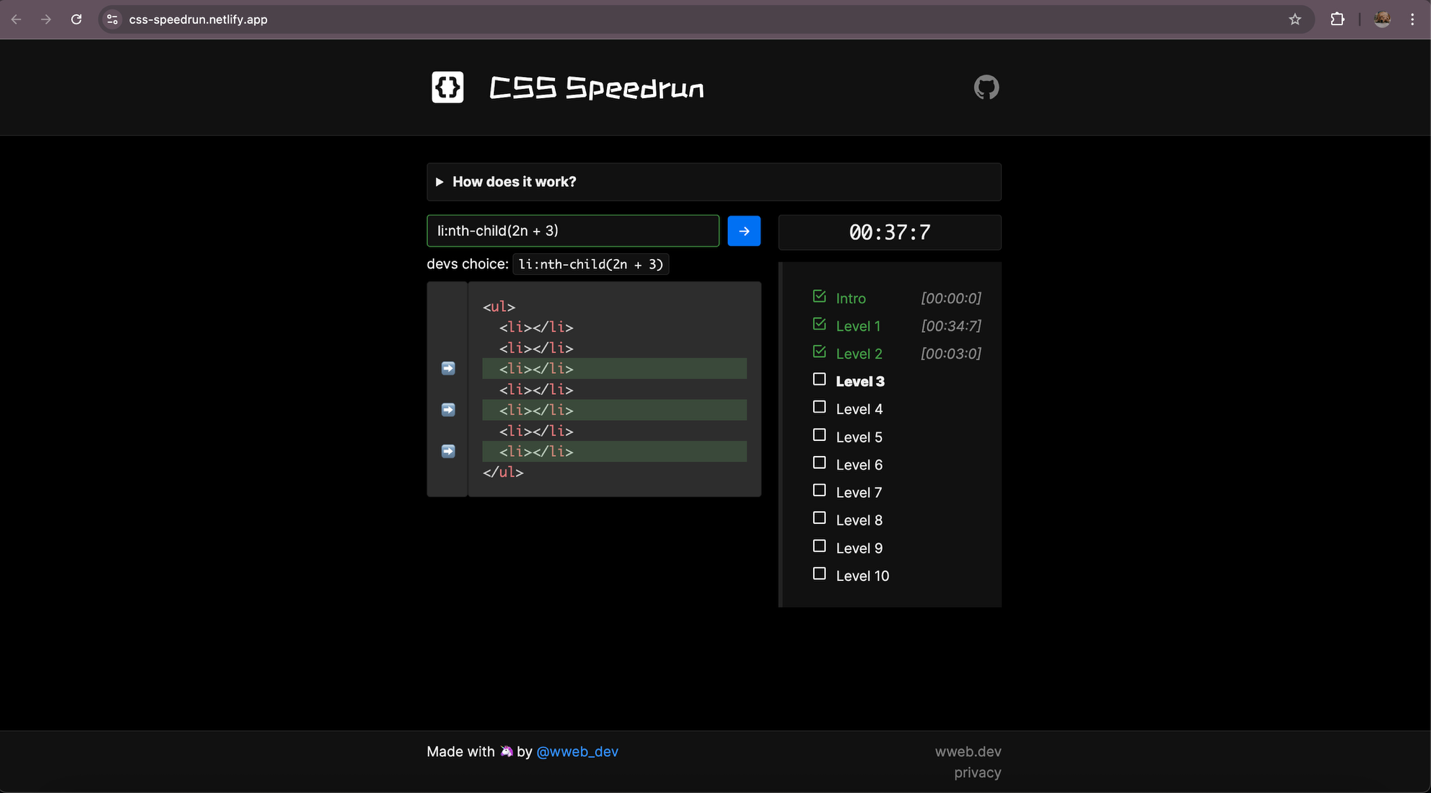 css-speedrun.netlify.app
CSS Speedrun
How does it work?
li:nth-child(2n + 3)
devs choice: li:nth-child(2n + 3)
<ul>
<li></li>
<li></li>
<li></li>
<li></li>
<li></li>
<li></li>
<li></li>
</ul>
00:37:7
Intro [00:00:0]
Level 1 [00:34:7]
Level 2 [00:03:0]
Level 3
Level 4
Level 5
Level 6
Level 7
Level 8
Level 9
Level 10
Made with 🦄 by @wweb_dev
wweb.dev
privacy